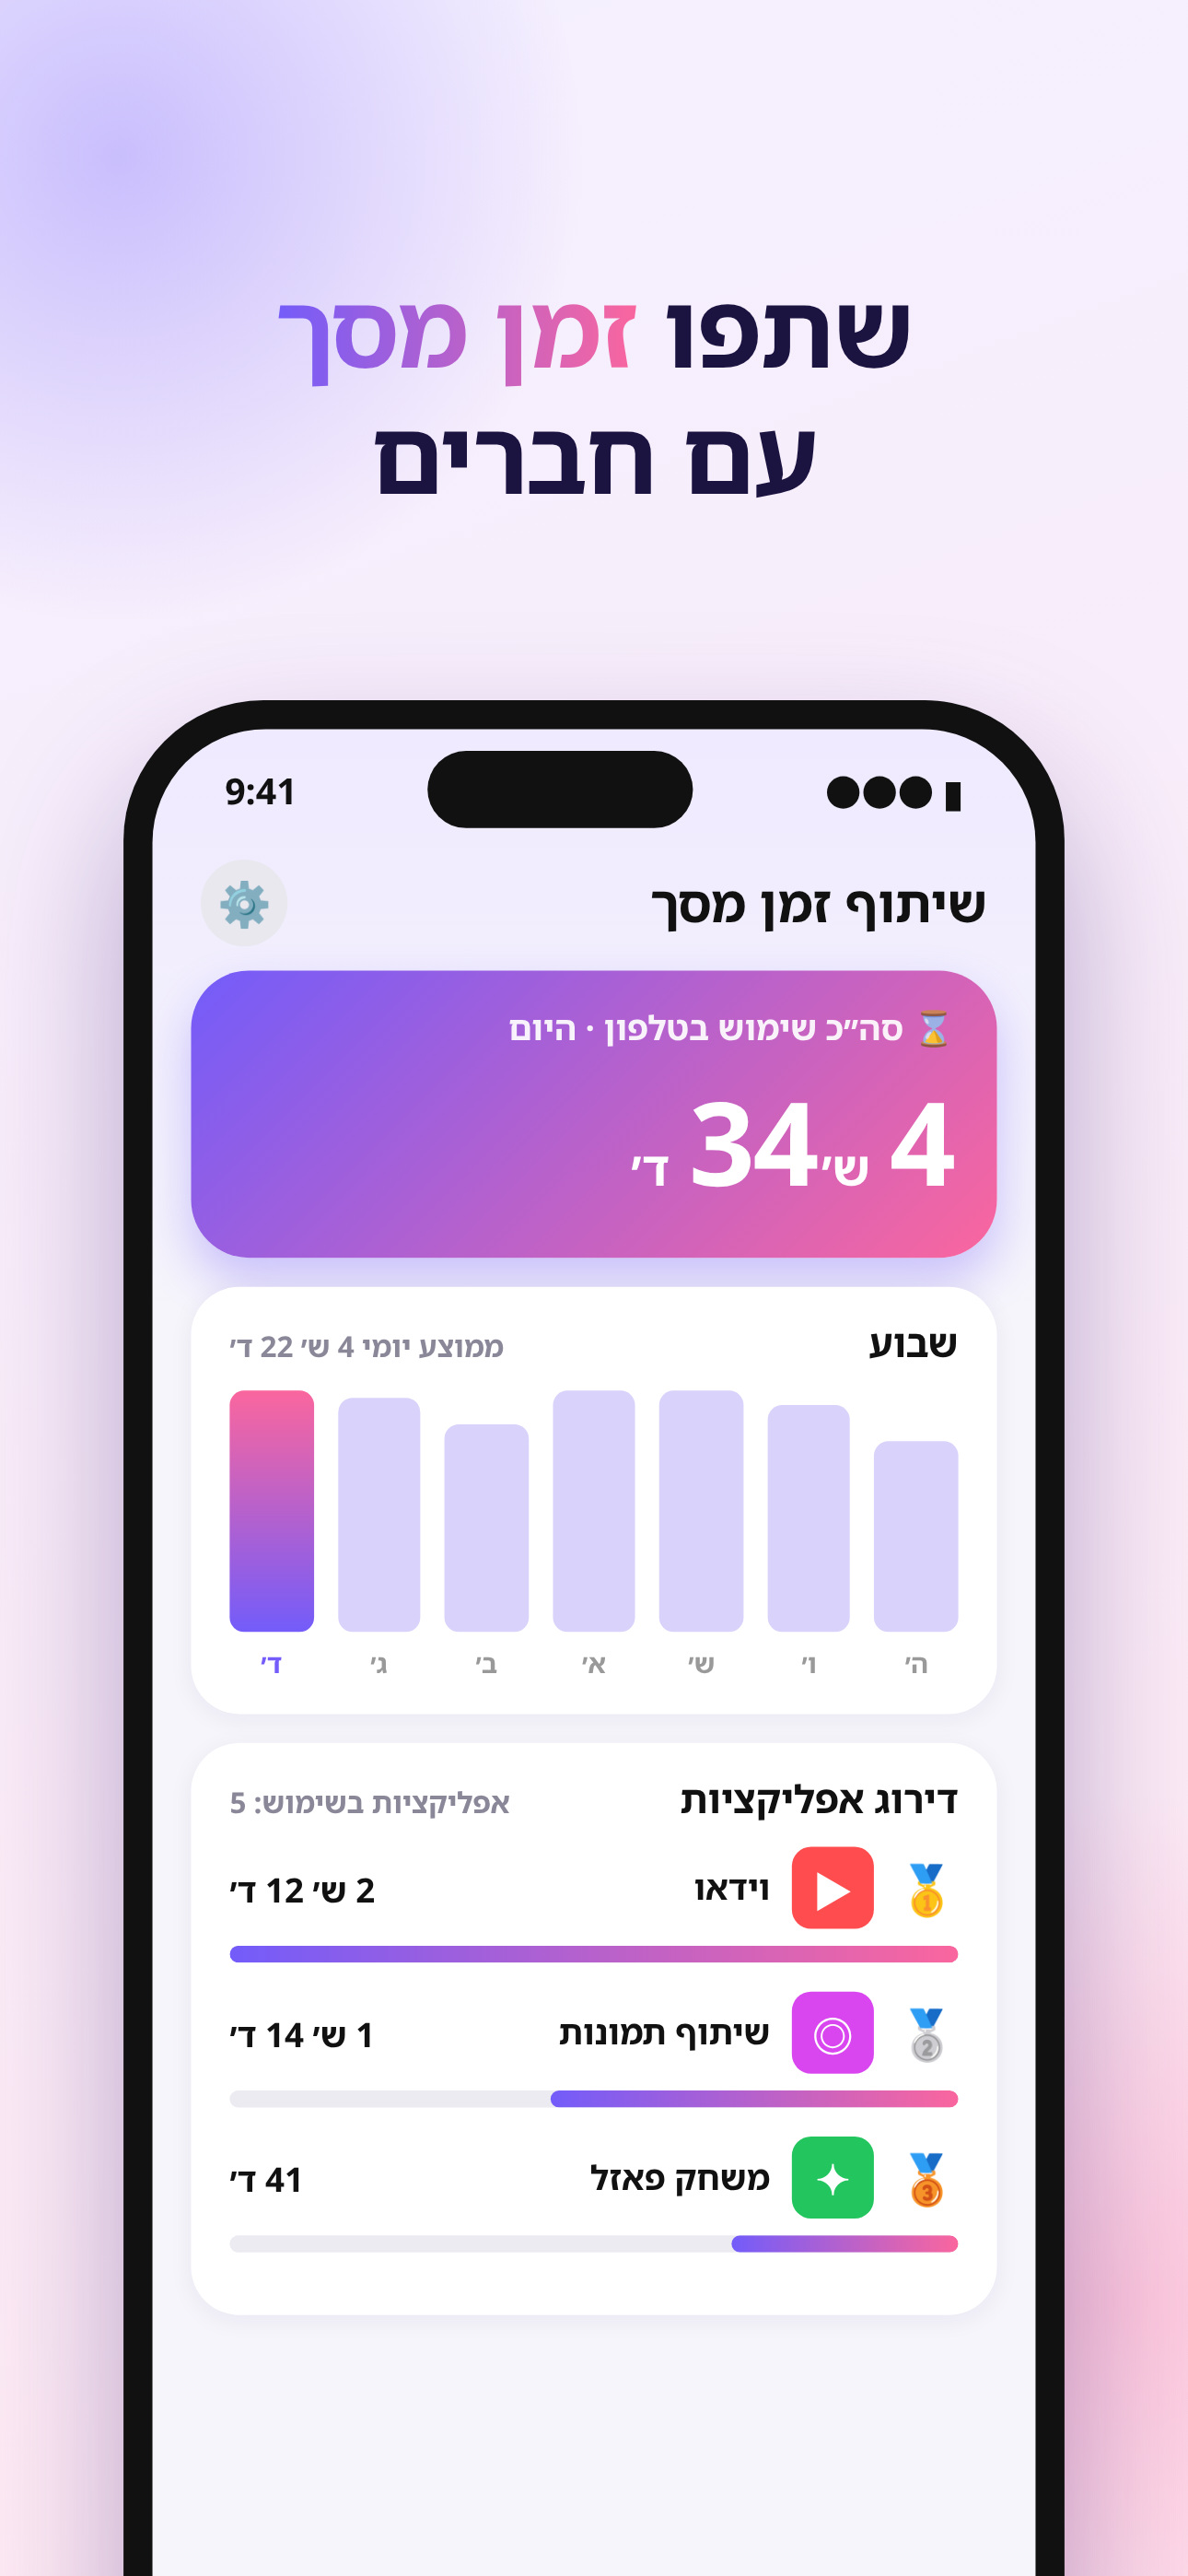 שתפו זמן מסך
עם חברים
9:41
שיתוף זמן מסך
⌛ סה״כ שימוש בטלפון · היום
4 ש׳ 34 ד׳
שבוע
ממוצע יומי 4 ש׳ 22 ד׳
ה׳ ו׳ ש׳ א׳ ב׳ ג׳ ד׳
דירוג אפליקציות
אפליקציות בשימוש: 5
🥇 וידאו 2 ש׳ 12 ד׳
🥈 שיתוף תמונות 1 ש׳ 14 ד׳
🥉 משחק פאזל 41 ד׳